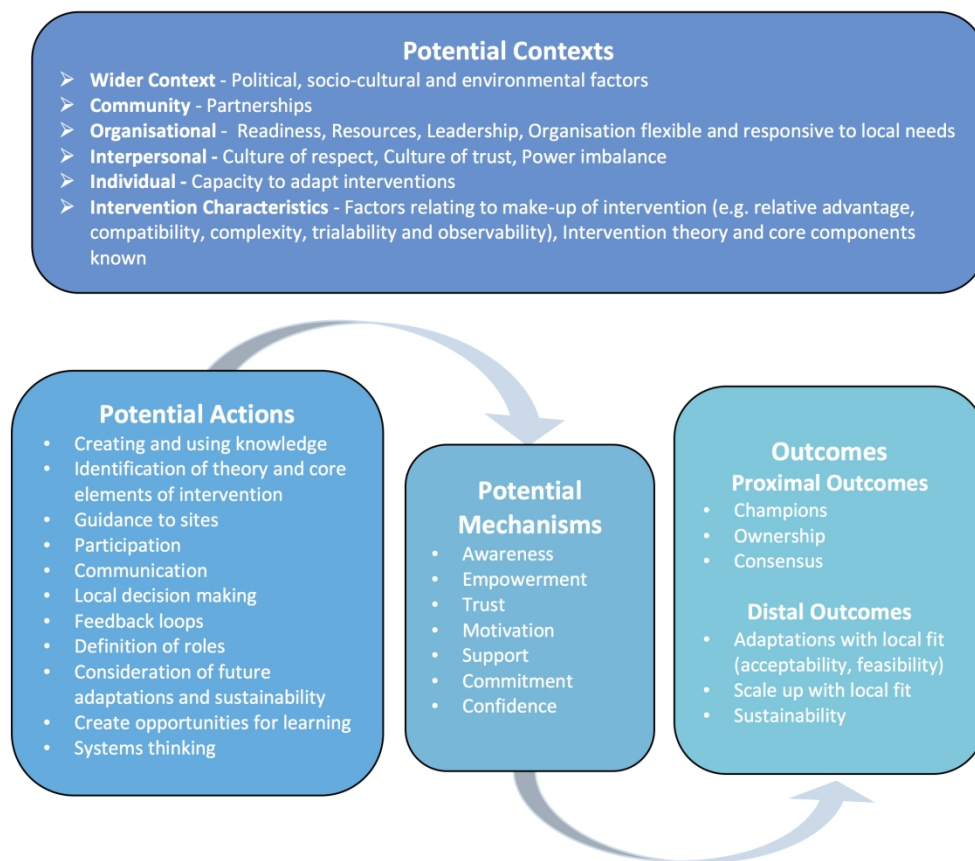 Potential Contexts
➤ Wider Context - Political, socio-cultural and environmental factors
➤ Community - Partnerships
➤ Organisational - Readiness, Resources, Leadership, Organisation flexible and responsive to local needs
➤ Interpersonal - Culture of respect, Culture of trust, Power imbalance
➤ Individual - Capacity to adapt interventions
➤ Intervention Characteristics - Factors relating to make-up of intervention (e.g. relative advantage,
compatibility, complexity, trialability and observability), Intervention theory and core components
known
Potential Actions
• Creating and using knowledge
• Identification of theory and core
elements of intervention
• Guidance to sites
• Participation
• Communication
• Local decision making
• Feedback loops
• Definition of roles
• Consideration of future
adaptations and sustainability
• Create opportunities for learning
• Systems thinking
Potential
Mechanisms
• Awareness
• Empowerment
• Trust
• Motivation
• Support
• Commitment
• Confidence
Outcomes
Proximal Outcomes
• Champions
• Ownership
• Consensus
Distal Outcomes
• Adaptations with local fit
(acceptability, feasibility)
• Scale up with local fit
• Sustainability